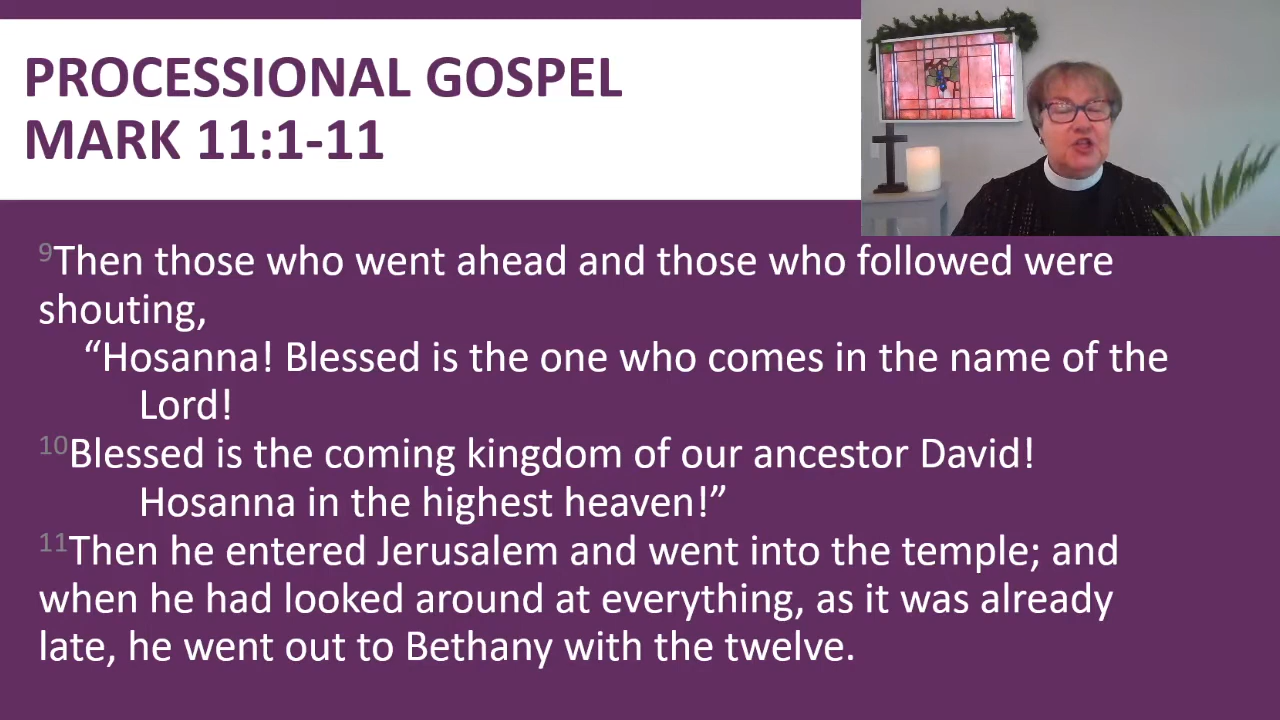 PROCESSIONAL GOSPEL
MARK 11:1-11
9Then those who went ahead and those who followed were
shouting,
“Hosanna! Blessed is the one who comes in the name of the
Lord!
10Blessed is the coming kingdom of our ancestor David!
Hosanna in the highest heaven!”
11Then he entered Jerusalem and went into the temple; and
when he had looked around at everything, as it was already
late, he went out to Bethany with the twelve.